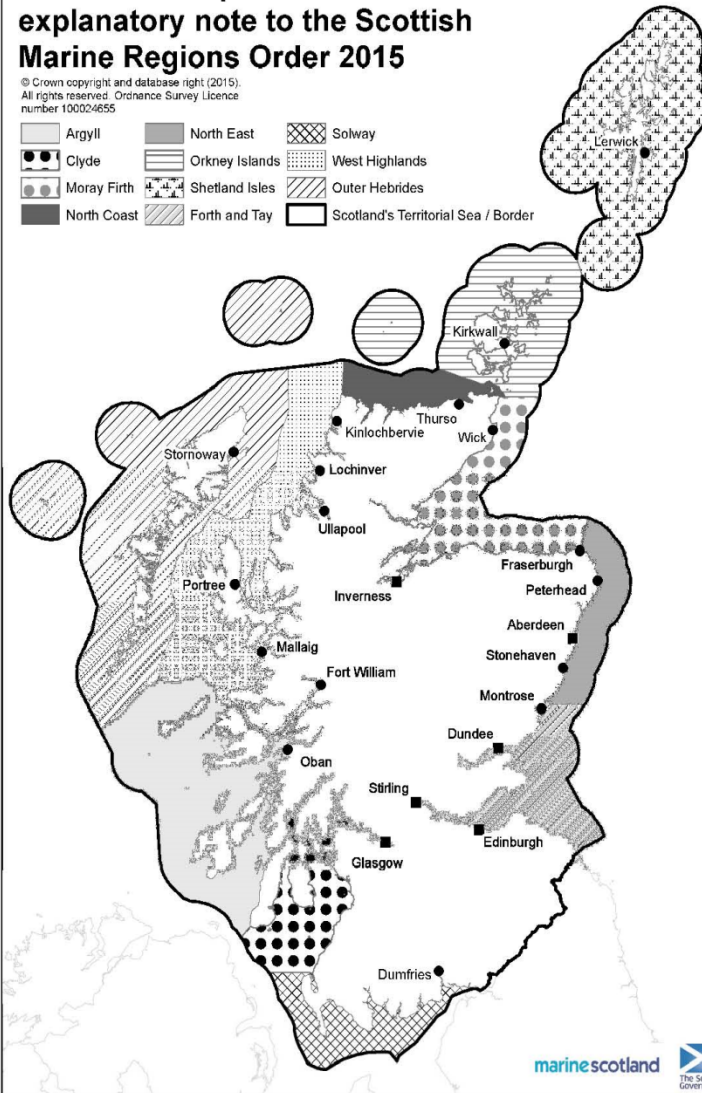 explanatory note to the Scottish
Marine Regions Order 2015
© Crown copyright and database right (2015).
All rights reserved. Ordnance Survey Licence
number 100024655
Argyll
North East
Solway
Clyde
Orkney Islands
West Highlands
Moray Firth
Shetland Isles
Outer Hebrides
North Coast
Forth and Tay
Scotland's Territorial Sea / Border
Lerwick
Kirkwall
Thurso
Kinlochbervie
Wick
Stornoway
Lochinver
Ullapool
Fraserburgh
Portree
Inverness
Peterhead
Aberdeen
Mallaig
Stonehaven
Fort William
Montrose
Dundee
Oban
Stirling
Edinburgh
Glasgow
Dumfries
marinescotland
The